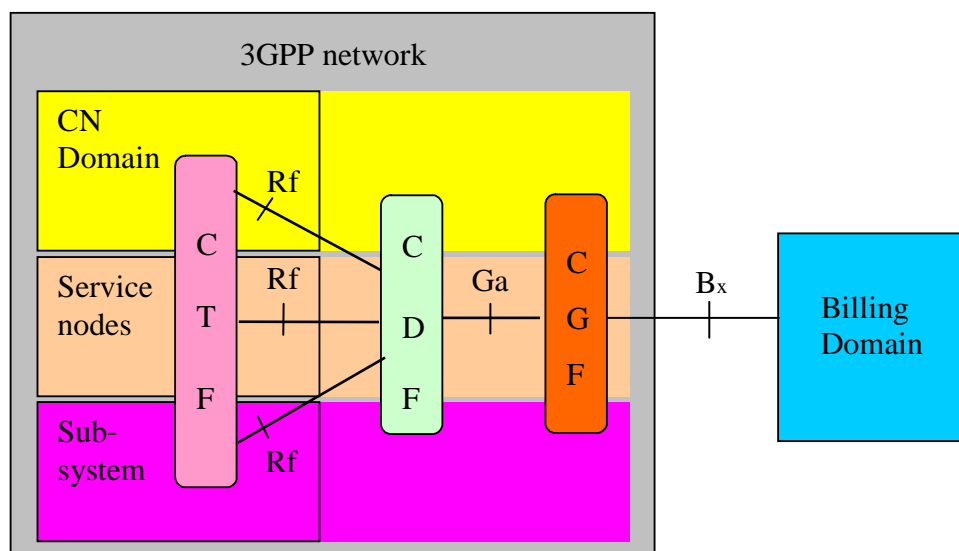 3GPP network
CN
Domain
Rf
C
T
F
Service
nodes
Rf
Sub-
system
Rf
C
D
F
Ga
C
G
F
Bx
Billing
Domain